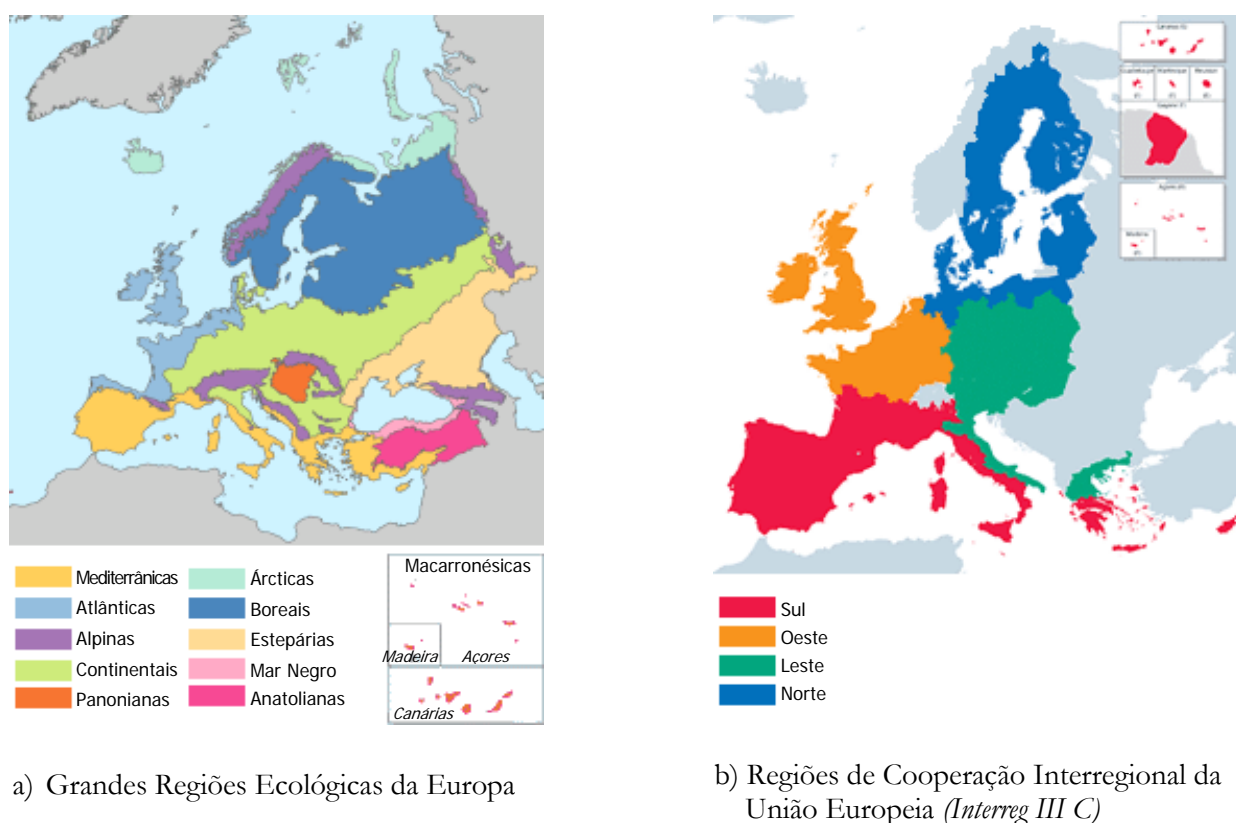 Mediterrânicas
Atlânticas
Alpinas
Continentais
Panonianas
Árcticas
Boreais
Estepárias
Mar Negro
Anatolianas
Macarronésicas
Madeira
Açores
Canárias
a) Grandes Regiões Ecológicas da Europa
Madeira
Sul
Oeste
Leste
Norte
b) Regiões de Cooperação Interregional da
União Europeia (Interreg III C)